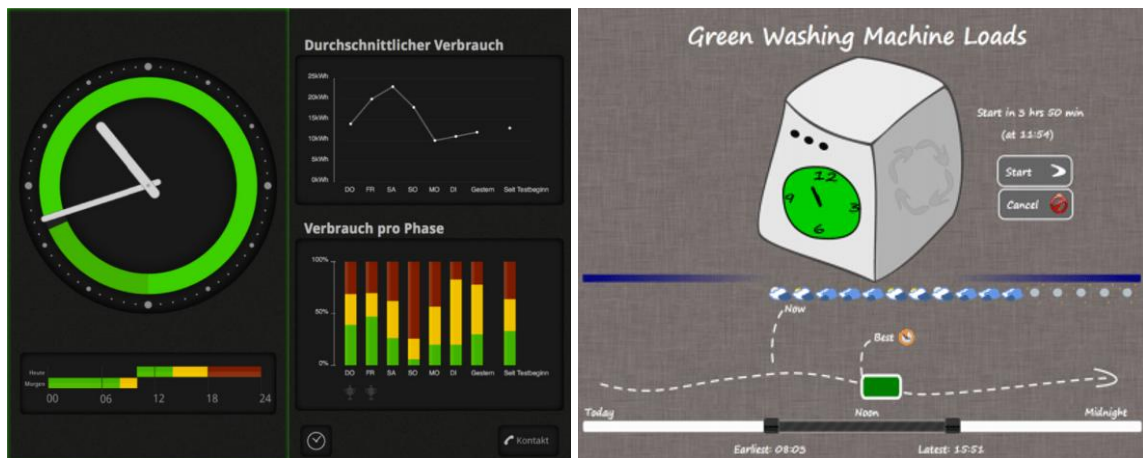 Durchschnittlicher Verbrauch
25kWh
20kWh
15kWh
10kWh
5kWh
0kWh
DO FR SA SO MO DI Gestern Seit Testbeginn
Verbrauch pro Phase
100%
50%
0%
DO FR SA SO MO DI Gestern Seit Testbeginn
Heute
Morgen
00 06 12 18 24
Kontakt
Green Washing Machine Loads
Start in 3 hrs 50 min
(at 11:54)
Start
Cancel
12
9 3
6
Now
Best
Today Noon Midnight
Earliest: 08:03 Latest: 15:51